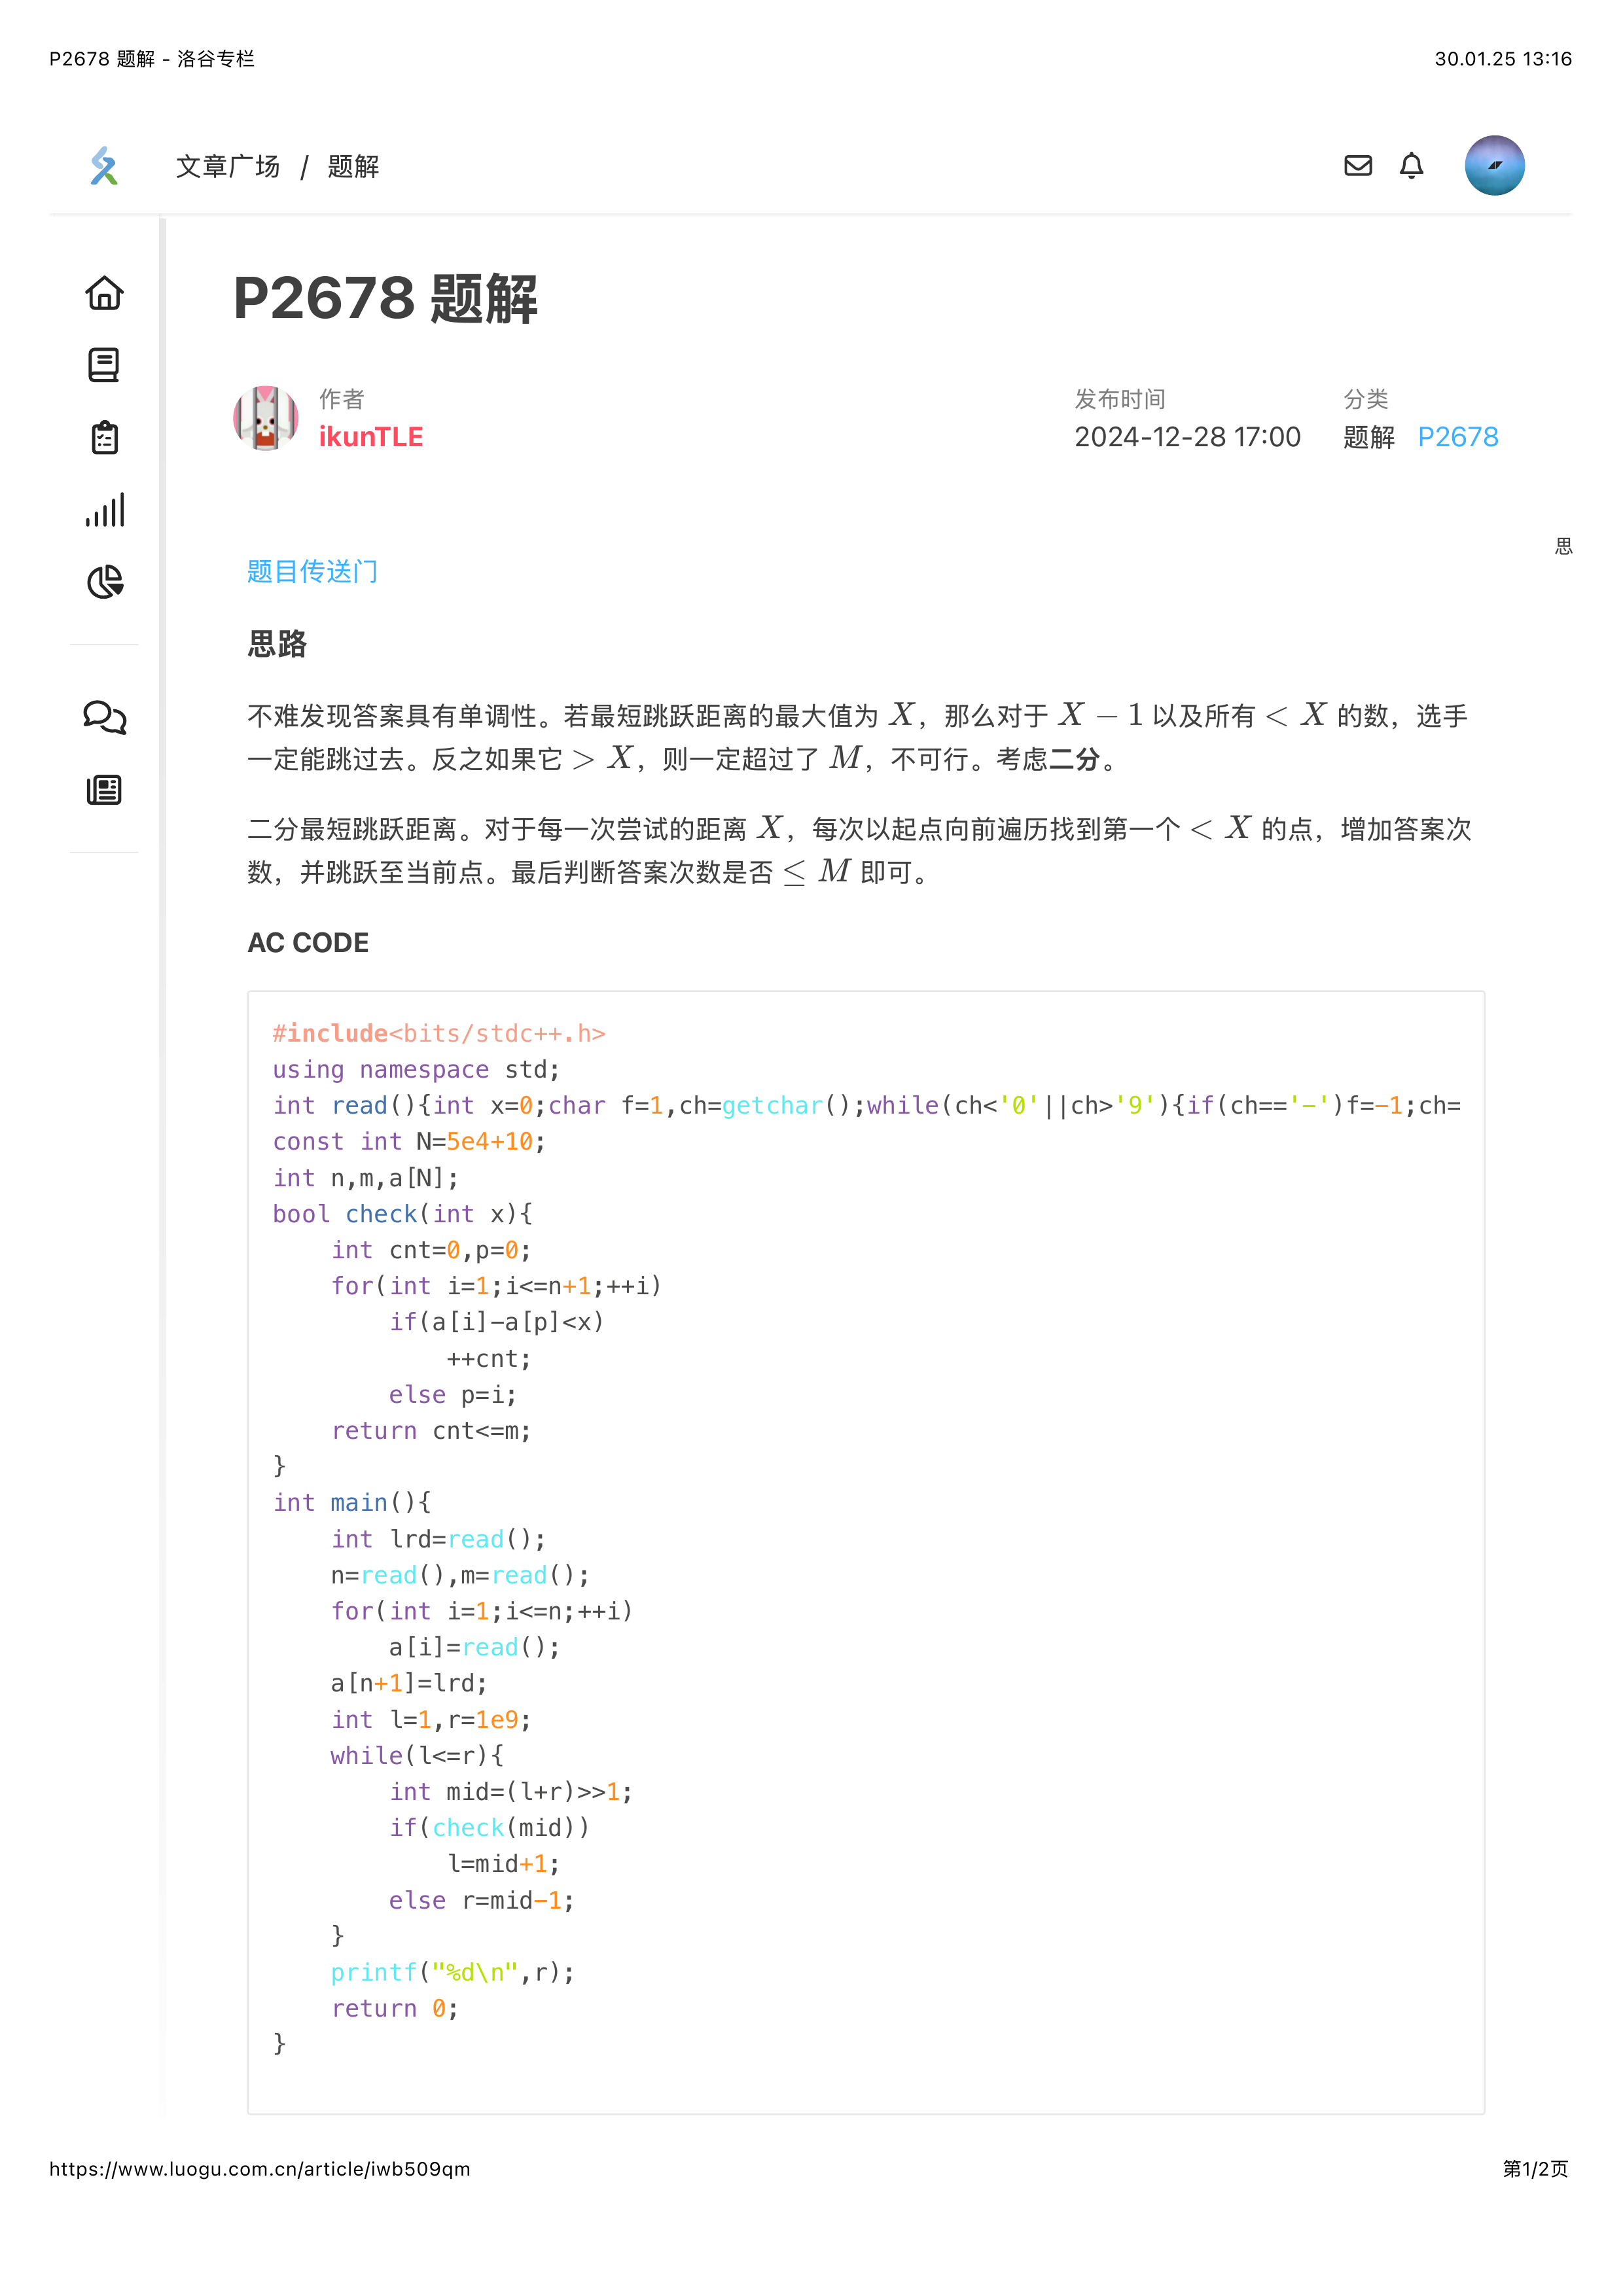 P2678 题解 - 洛谷专栏
30.01.25 13:16
文章广场 / 题解
P2678 题解
作者
ikunTLE
发布时间
2024-12-28 17:00
分类
题解 P2678
思
题目传送门
思路
不难发现答案具有单调性。若最短跳跃距离的最大值为 X，那么对于 X − 1 以及所有 < X 的数，选手
一定能跳过去。反之如果它 > X，则一定超过了 M，不可行。考虑二分。
二分最短跳跃距离。对于每一次尝试的距离 X，每次以起点向前遍历找到第一个 < X 的点，增加答案次
数，并跳跃至当前点。最后判断答案次数是否 ≤ M 即可。
AC CODE
#include<bits/stdc++.h>
using namespace std;
int read(){int x=0;char f=1,ch=getchar();while(ch<'0'||ch>'9'){if(ch=='-')f=-1;ch=
const int N=5e4+10;
int n,m,a[N];
bool check(int x){
    int cnt=0,p=0;
    for(int i=1;i<=n+1;++i)
        if(a[i]-a[p]<x)
            ++cnt;
        else p=i;
    return cnt<=m;
}
int main(){
    int lrd=read();
    n=read(),m=read();
    for(int i=1;i<=n;++i)
        a[i]=read();
    a[n+1]=lrd;
    int l=1,r=1e9;
    while(l<=r){
        int mid=(l+r)>>1;
        if(check(mid))
            l=mid+1;
        else r=mid-1;
    }
    printf("%d\n",r);
    return 0;
}
https://www.luogu.com.cn/article/iwb509qm
第1/2页